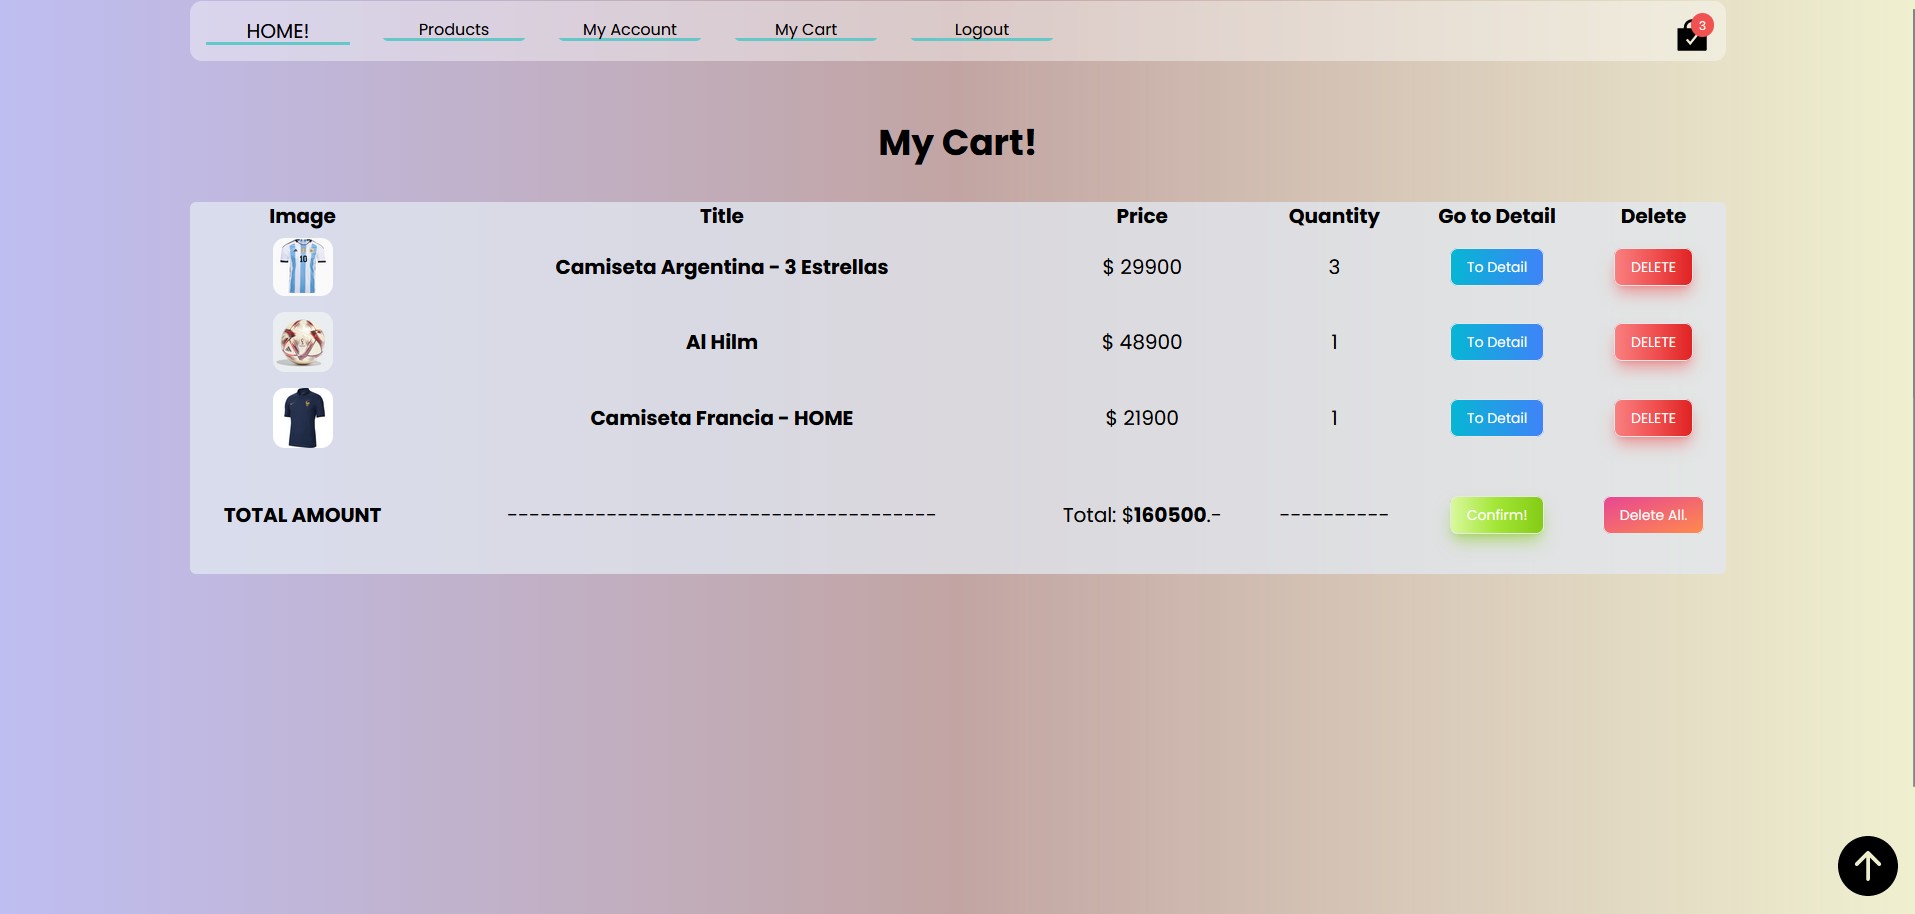 HOME! Products My Account My Cart Logout 3
My Cart!
Image Title Price Quantity Go to Detail Delete
10
Camiseta Argentina - 3 Estrellas $ 29900 3 To Detail DELETE
Al Hilm $ 48900 1 To Detail DELETE
Camiseta Francia - HOME $ 21900 1 To Detail DELETE
TOTAL AMOUNT --------------------------------------- Total: $160500.- ---------- Confirm! Delete All.